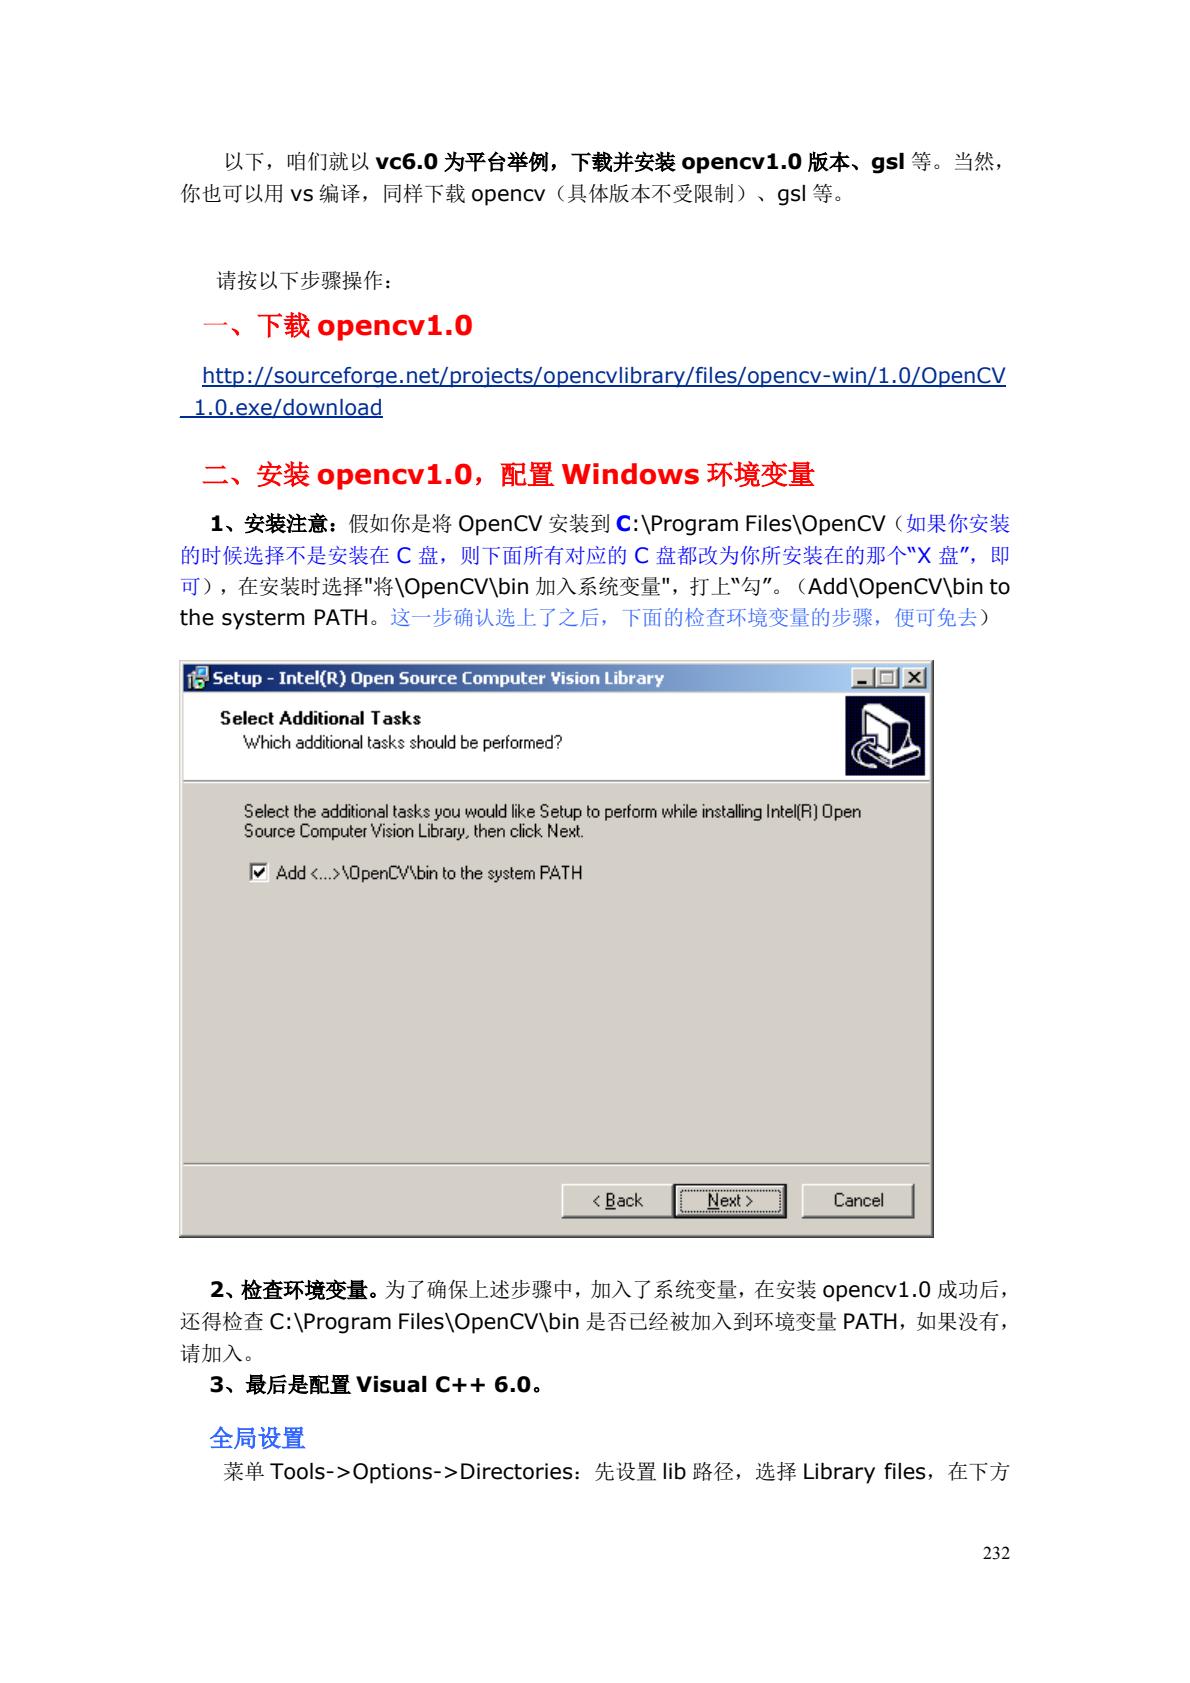 以下，咱们就以 vc6.0 为平台举例，下载并安装 opencv1.0 版本、gsl 等。当然，
你也可以用 vs 编译，同样下载 opencv（具体版本不受限制）、gsl 等。
请按以下步骤操作：
一、下载 opencv1.0
http://sourceforge.net/projects/opencvlibrary/files/opencv-win/1.0/OpenCV
_1.0.exe/download
二、安装 opencv1.0，配置 Windows 环境变量
1、安装注意：假如你是将 OpenCV 安装到 C:\Program Files\OpenCV（如果你安装
的时候选择不是安装在 C 盘，则下面所有对应的 C 盘都改为你所安装在的那个“X 盘”，即
可），在安装时选择"将\OpenCV\bin 加入系统变量"，打上“勾”。（Add\OpenCV\bin to
the systerm PATH。这一步确认选上了之后，下面的检查环境变量的步骤，便可免去）
Setup - Intel(R) Open Source Computer Vision Library
Select Additional Tasks
Which additional tasks should be performed?
Select the additional tasks you would like Setup to perform while installing Intel(R) Open
Source Computer Vision Library, then click Next.
Add <...>\OpenCV\bin to the system PATH
< Back
Next >
Cancel
2、检查环境变量。为了确保上述步骤中，加入了系统变量，在安装 opencv1.0 成功后，
还得检查 C:\Program Files\OpenCV\bin 是否已经被加入到环境变量 PATH，如果没有，
请加入。
3、最后是配置 Visual C++ 6.0。
全局设置
菜单 Tools->Options->Directories：先设置 lib 路径，选择 Library files，在下方
232